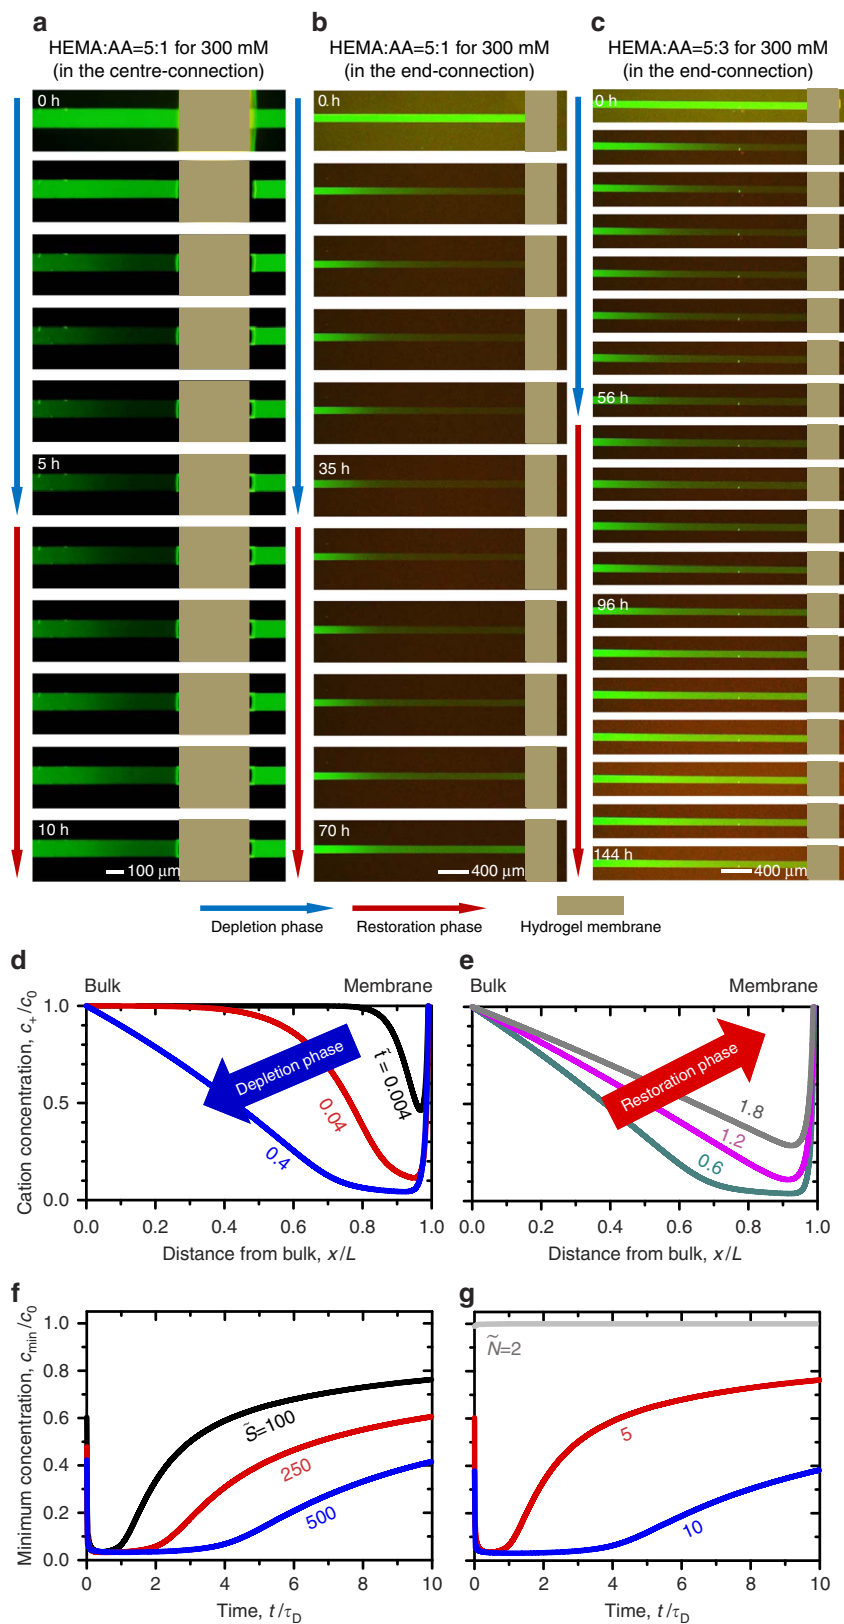 a
HEMA:AA=5:1 for 300 mM
(in the centre-connection)
0 h
5 h
10 h
100 μm
b
HEMA:AA=5:1 for 300 mM
(in the end-connection)
0 h
35 h
70 h
400 μm
c
HEMA:AA=5:3 for 300 mM
(in the end-connection)
0 h
56 h
96 h
144 h
400 μm
Depletion phase
Restoration phase
Hydrogel membrane
d
Bulk
Membrane
Cation concentration, c₊/c₀
1.0
0.5
0.0
Depletion phase
t̃ = 0.004
0.04
0.4
0.0 0.2 0.4 0.6 0.8 1.0
Distance from bulk, x/L
e
Bulk
Membrane
Restoration phase
1.8
1.2
0.6
0.0 0.2 0.4 0.6 0.8 1.0
Distance from bulk, x/L
f
Minimum concentration, c_min/c₀
1.0
0.8
0.6
0.4
0.2
0.0
S̃=100
250
500
0 2 4 6 8 10
Time, t/τ_D
g
Ñ=2
5
10
0 2 4 6 8 10
Time, t/τ_D